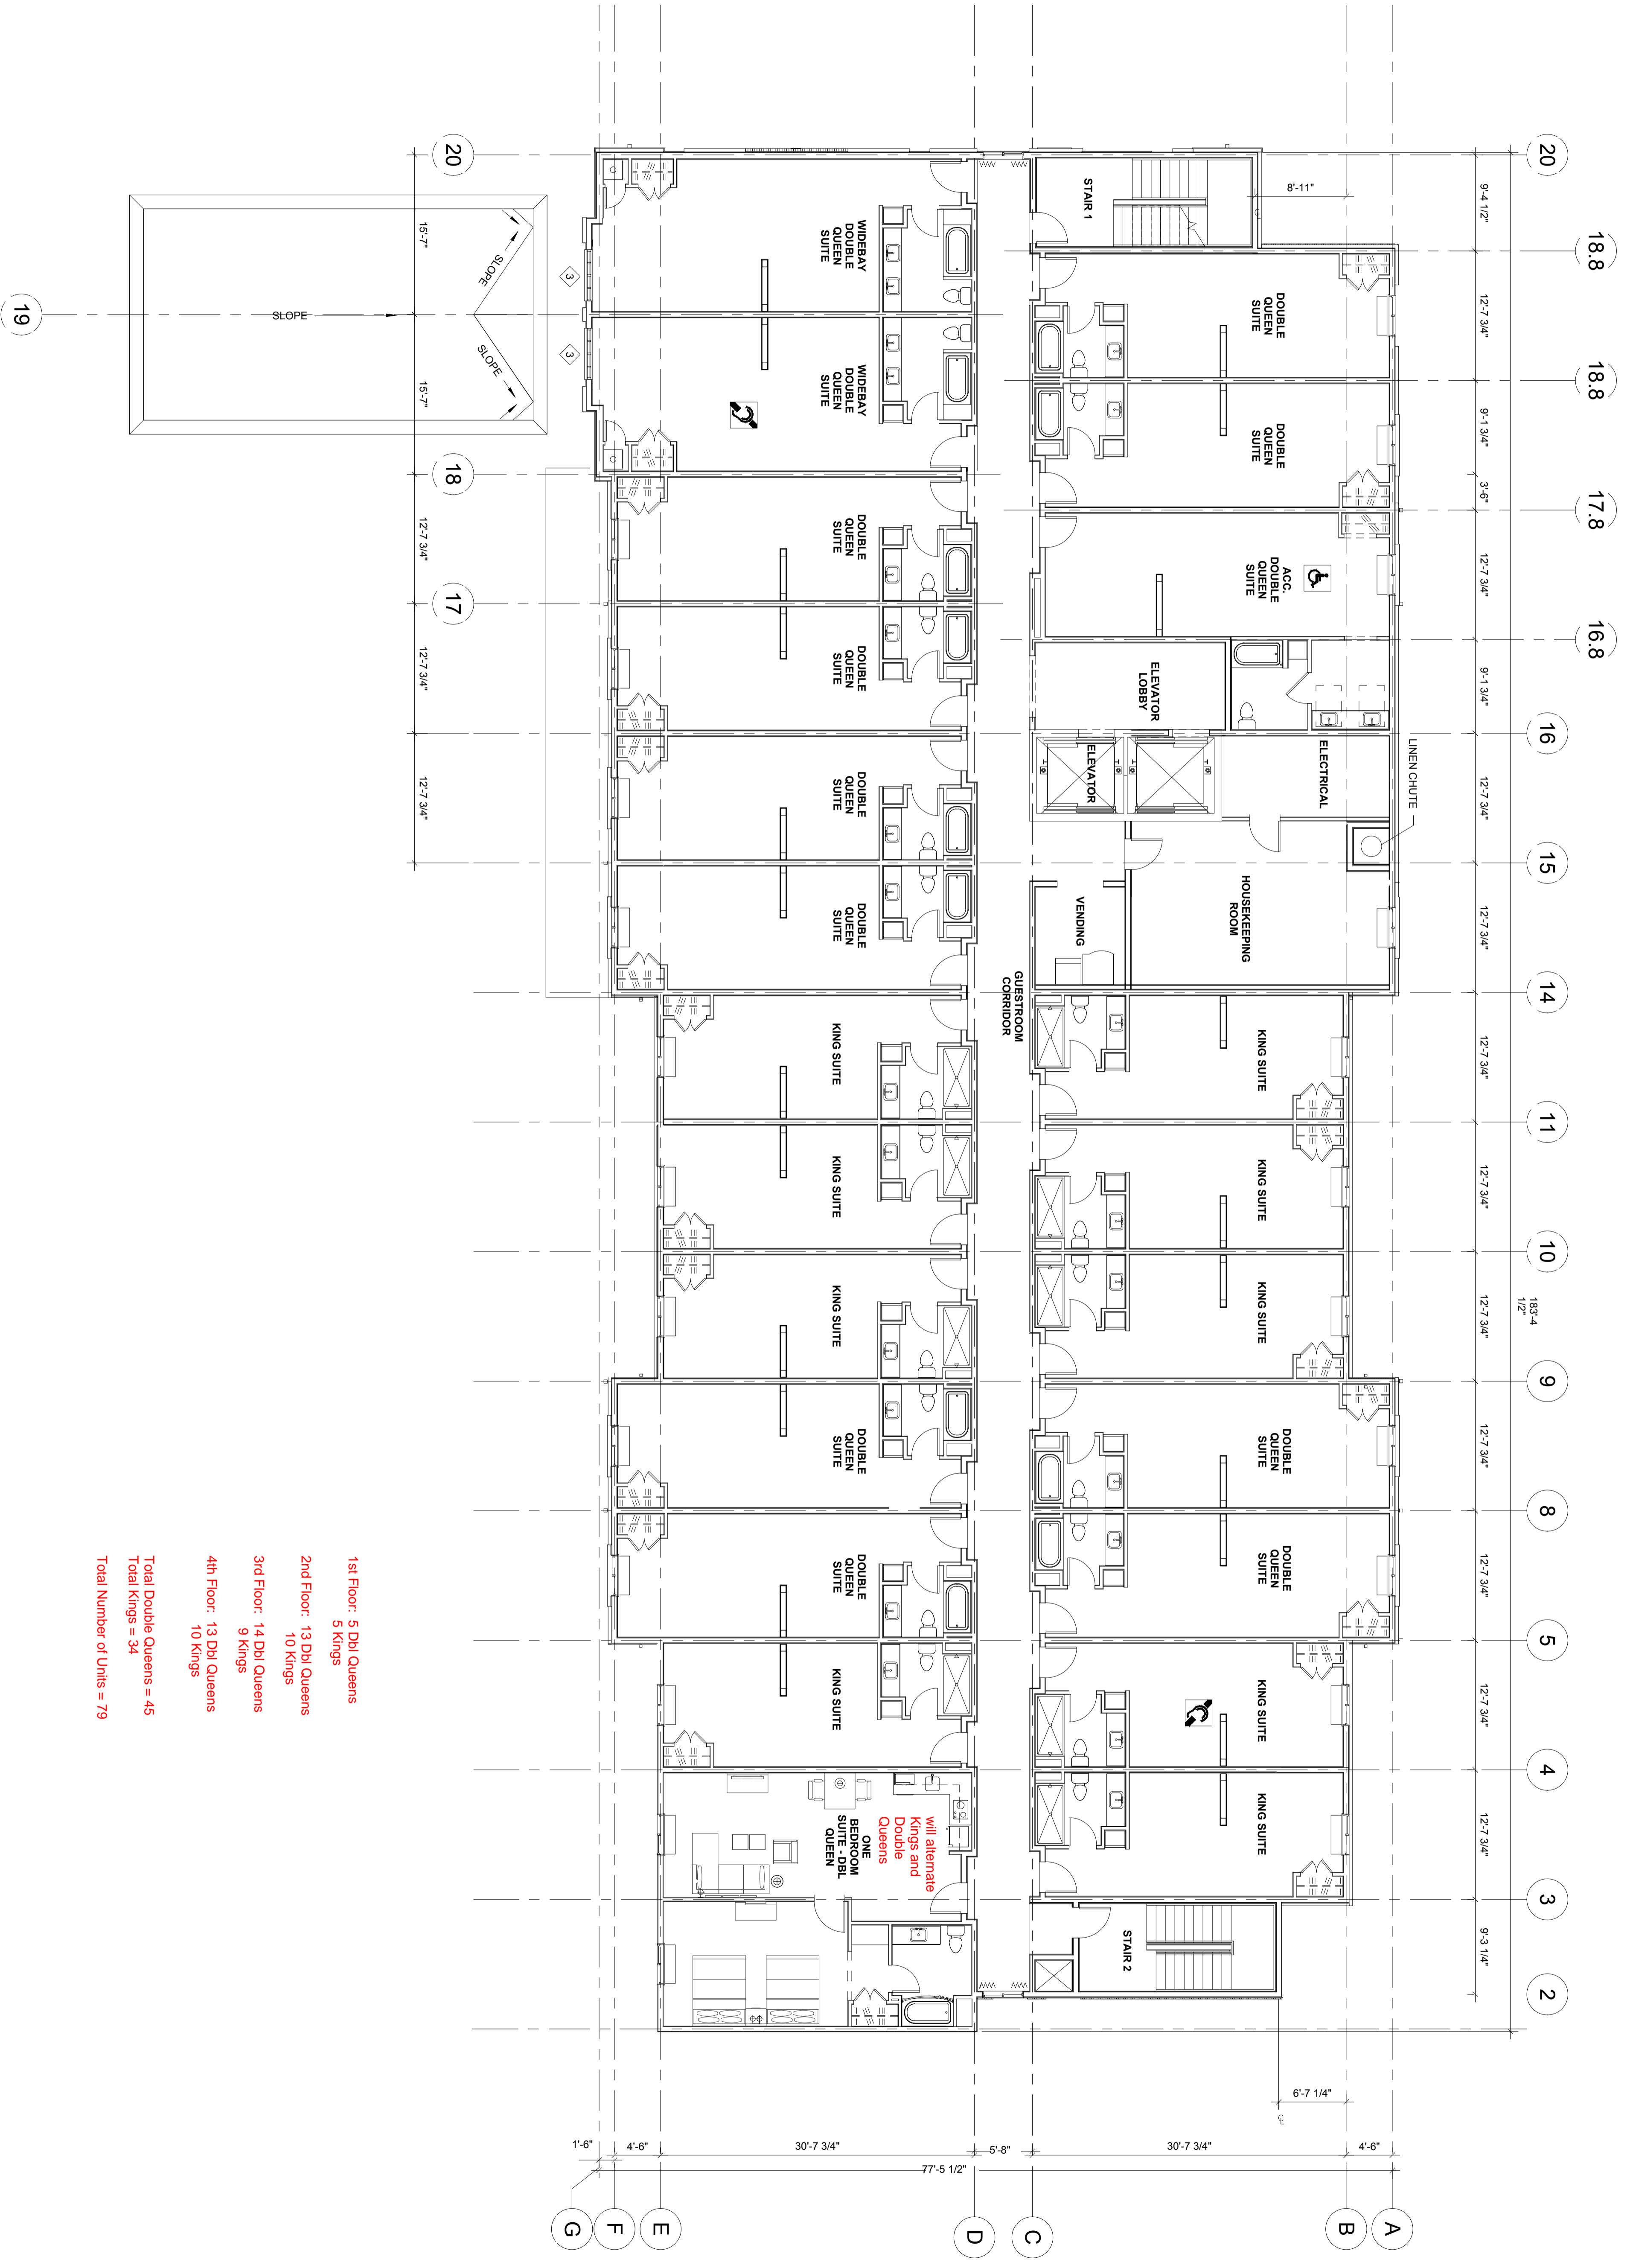 20
18.8
18.8
17.8
16.8
16
15
14
11
10
9
8
5
4
3
2
183'-4
1/2"
9'-4 1/2"
12'-7 3/4"
9'-1 3/4"
3'-6"
12'-7 3/4"
9'-1 3/4"
12'-7 3/4"
12'-7 3/4"
12'-7 3/4"
12'-7 3/4"
12'-7 3/4"
12'-7 3/4"
12'-7 3/4"
12'-7 3/4"
12'-7 3/4"
9'-3 1/4"
8'-11"
LINEN CHUTE
STAIR 1
DOUBLE
QUEEN
SUITE
DOUBLE
QUEEN
SUITE
ACC.
DOUBLE
QUEEN
SUITE
ELEVATOR
LOBBY
ELEVATOR
ELECTRICAL
HOUSEKEEPING
ROOM
VENDING
KING SUITE
KING SUITE
KING SUITE
DOUBLE
QUEEN
SUITE
DOUBLE
QUEEN
SUITE
KING SUITE
KING SUITE
STAIR 2
GUESTROOM
CORRIDOR
WIDEBAY
DOUBLE
QUEEN
SUITE
WIDEBAY
DOUBLE
QUEEN
SUITE
DOUBLE
QUEEN
SUITE
DOUBLE
QUEEN
SUITE
DOUBLE
QUEEN
SUITE
DOUBLE
QUEEN
SUITE
KING SUITE
KING SUITE
KING SUITE
DOUBLE
QUEEN
SUITE
DOUBLE
QUEEN
SUITE
KING SUITE
will alternate
Kings and
Double
Queens
ONE
BEDROOM
SUITE - DBL
QUEEN
3
3
20
18
17
15'-7"
15'-7"
12'-7 3/4"
12'-7 3/4"
12'-7 3/4"
SLOPE
SLOPE
SLOPE
19
1st Floor: 5 Dbl Queens
5 Kings
2nd Floor: 13 Dbl Queens
10 Kings
3rd Floor: 14 Dbl Queens
9 Kings
4th Floor: 13 Dbl Queens
10 Kings
Total Double Queens = 45
Total Kings = 34
Total Number of Units = 79
6'-7 1/4"
1'-6"
4'-6"
30'-7 3/4"
5'-8"
30'-7 3/4"
4'-6"
77'-5 1/2"
G
F
E
D
C
B
A